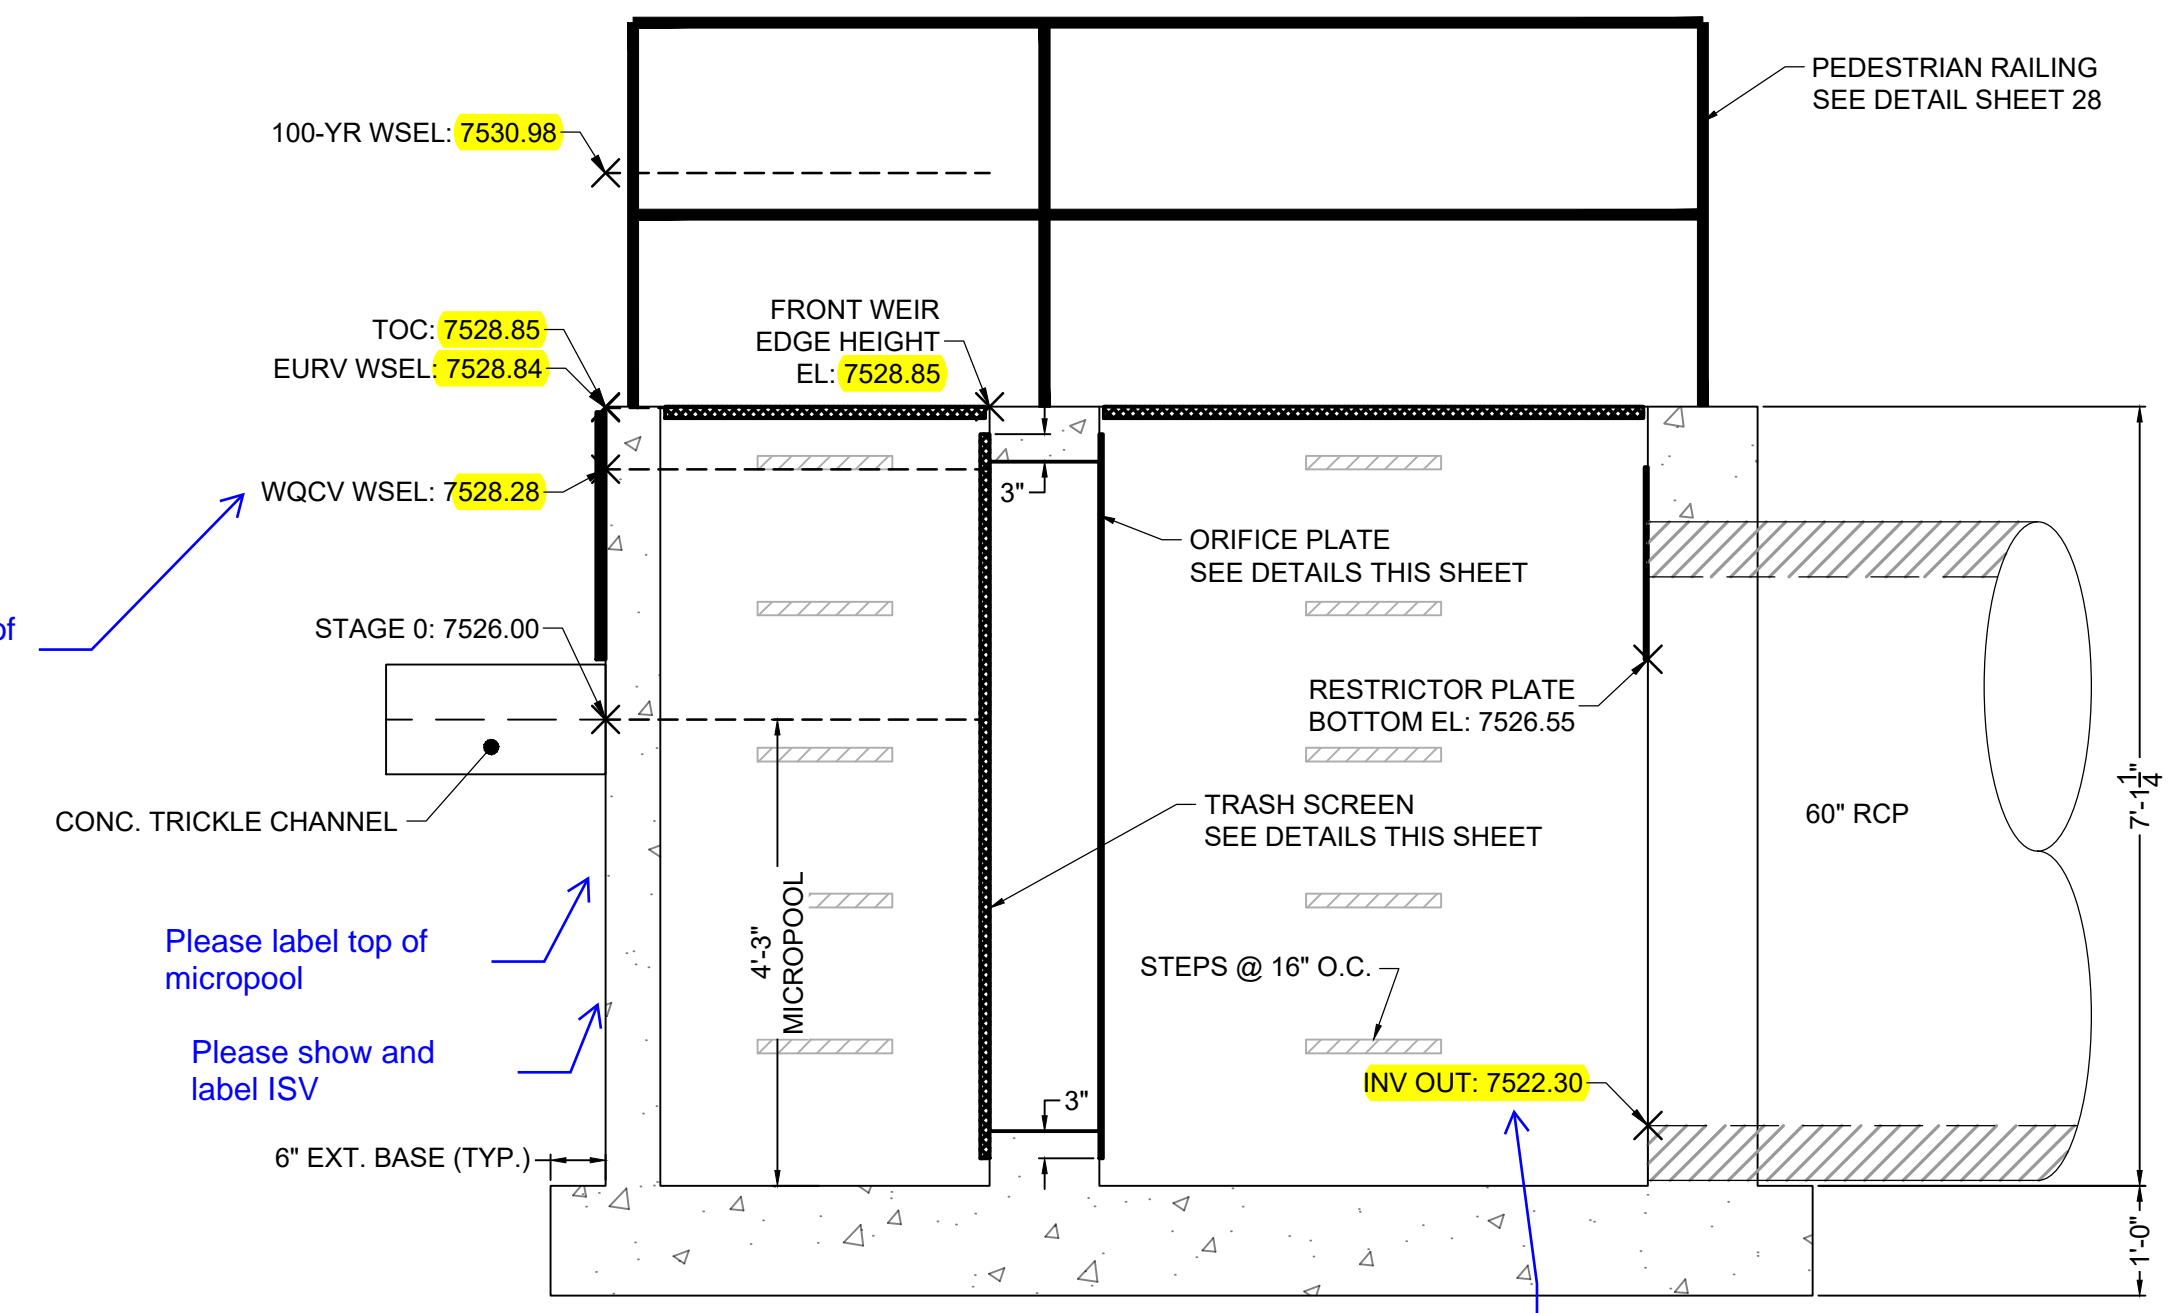 PEDESTRIAN RAILING
SEE DETAIL SHEET 28
100-YR WSEL: 7530.98
TOC: 7528.85
EURV WSEL: 7528.84
FRONT WEIR
EDGE HEIGHT
EL: 7528.85
WQCV WSEL: 7528.28
3"
ORIFICE PLATE
SEE DETAILS THIS SHEET
of
STAGE 0: 7526.00
RESTRICTOR PLATE
BOTTOM EL: 7526.55
CONC. TRICKLE CHANNEL
TRASH SCREEN
SEE DETAILS THIS SHEET
60" RCP
7'-1 1/4"
4'-3"
MICROPOOL
Please label top of
micropool
STEPS @ 16" O.C.
Please show and
label ISV
INV OUT: 7522.30
3"
6" EXT. BASE (TYP.)
1'-0"